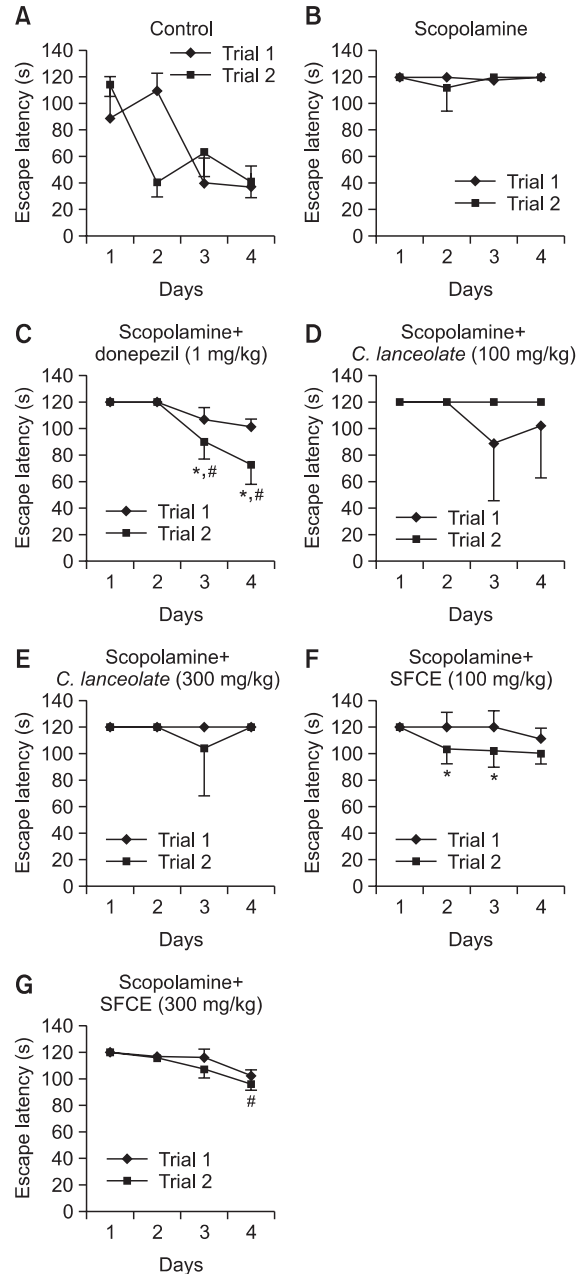 A
Control
Escape latency (s)
140
120
100
80
60
40
20
0
Trial 1
Trial 2
1 2 3 4
Days
B
Scopolamine
Escape latency (s)
140
120
100
80
60
40
20
0
Trial 1
Trial 2
1 2 3 4
Days
C
Scopolamine+
donepezil (1 mg/kg)
Escape latency (s)
140
120
100
80
60
40
20
0
*,#
*,#
Trial 1
Trial 2
1 2 3 4
Days
D
Scopolamine+
C. lanceolate (100 mg/kg)
Escape latency (s)
140
120
100
80
60
40
20
0
Trial 1
Trial 2
1 2 3 4
Days
E
Scopolamine+
C. lanceolate (300 mg/kg)
Escape latency (s)
140
120
100
80
60
40
20
0
Trial 1
Trial 2
1 2 3 4
Days
F
Scopolamine+
SFCE (100 mg/kg)
Escape latency (s)
140
120
100
80
60
40
20
0
* *
Trial 1
Trial 2
1 2 3 4
Days
G
Scopolamine+
SFCE (300 mg/kg)
Escape latency (s)
140
120
100
80
60
40
20
0
#
Trial 1
Trial 2
1 2 3 4
Days